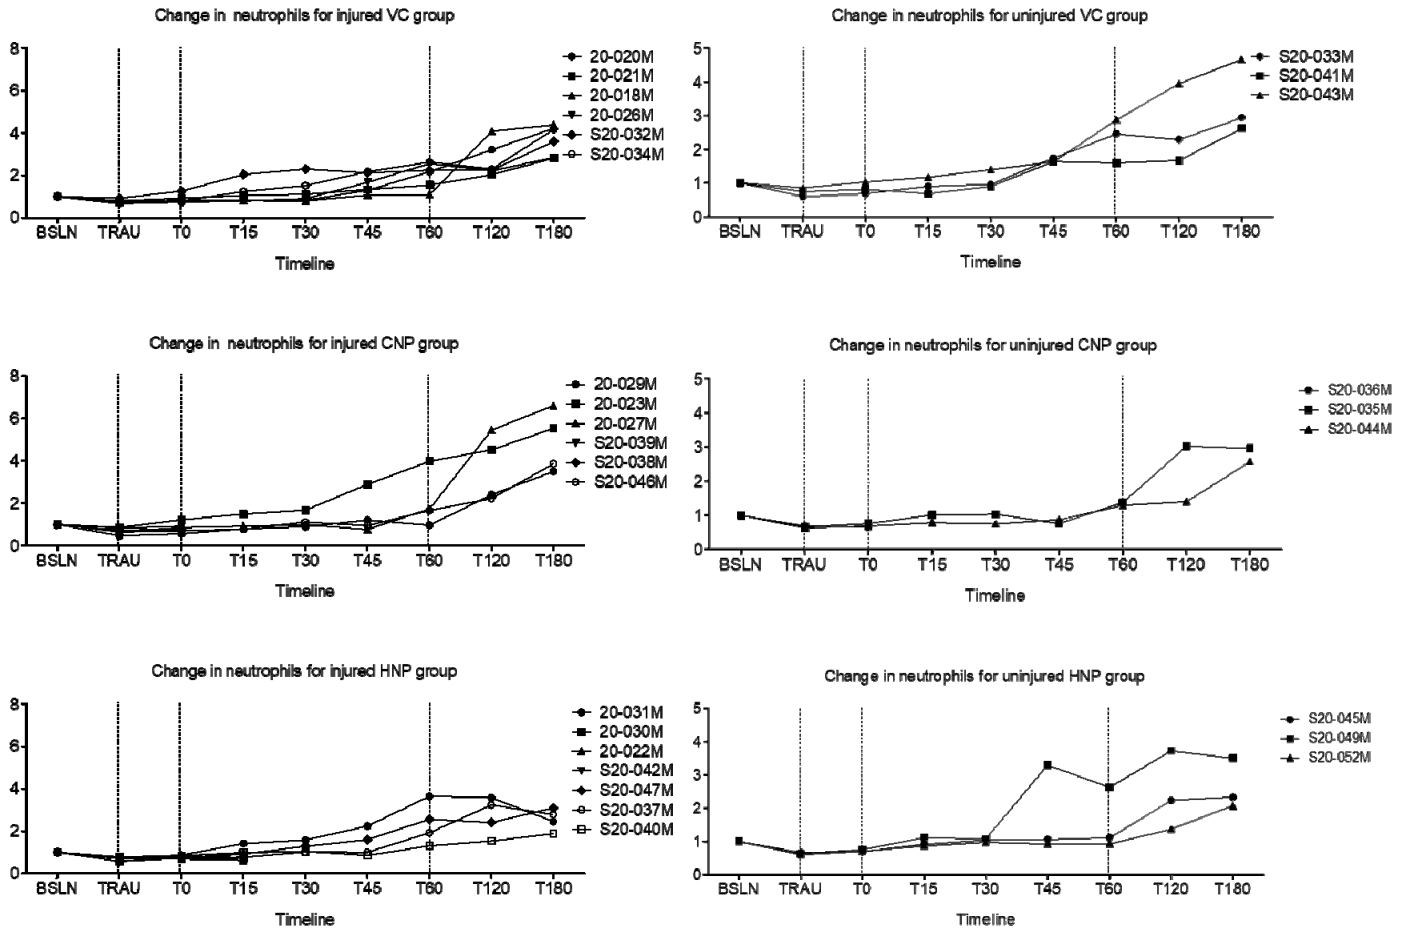 Change in neutrophils for injured VC group
8
6
4
2
0
BSLN TRAU T0 T15 T30 T45 T60 T120 T180
Timeline
20-020M
20-021M
20-018M
20-026M
S20-032M
S20-034M
Change in neutrophils for uninjured VC group
5
4
3
2
1
0
BSLN TRAU T0 T15 T30 T45 T60 T120 T180
Timeline
S20-033M
S20-041M
S20-043M
Change in neutrophils for injured CNP group
8
6
4
2
0
BSLN TRAU T0 T15 T30 T45 T60 T120 T180
Timeline
20-029M
20-023M
20-027M
S20-039M
S20-038M
S20-046M
Change in neutrophils for uninjured CNP group
5
4
3
2
1
0
BSLN TRAU T0 T15 T30 T45 T60 T120 T180
Timeline
S20-036M
S20-035M
S20-044M
Change in neutrophils for injured HNP group
8
6
4
2
0
BSLN TRAU T0 T15 T30 T45 T60 T120 T180
Timeline
20-031M
20-030M
20-022M
S20-042M
S20-047M
S20-037M
S20-040M
Change in neutrophils for uninjured HNP group
5
4
3
2
1
0
BSLN TRAU T0 T15 T30 T45 T60 T120 T180
Timeline
S20-045M
S20-049M
S20-052M